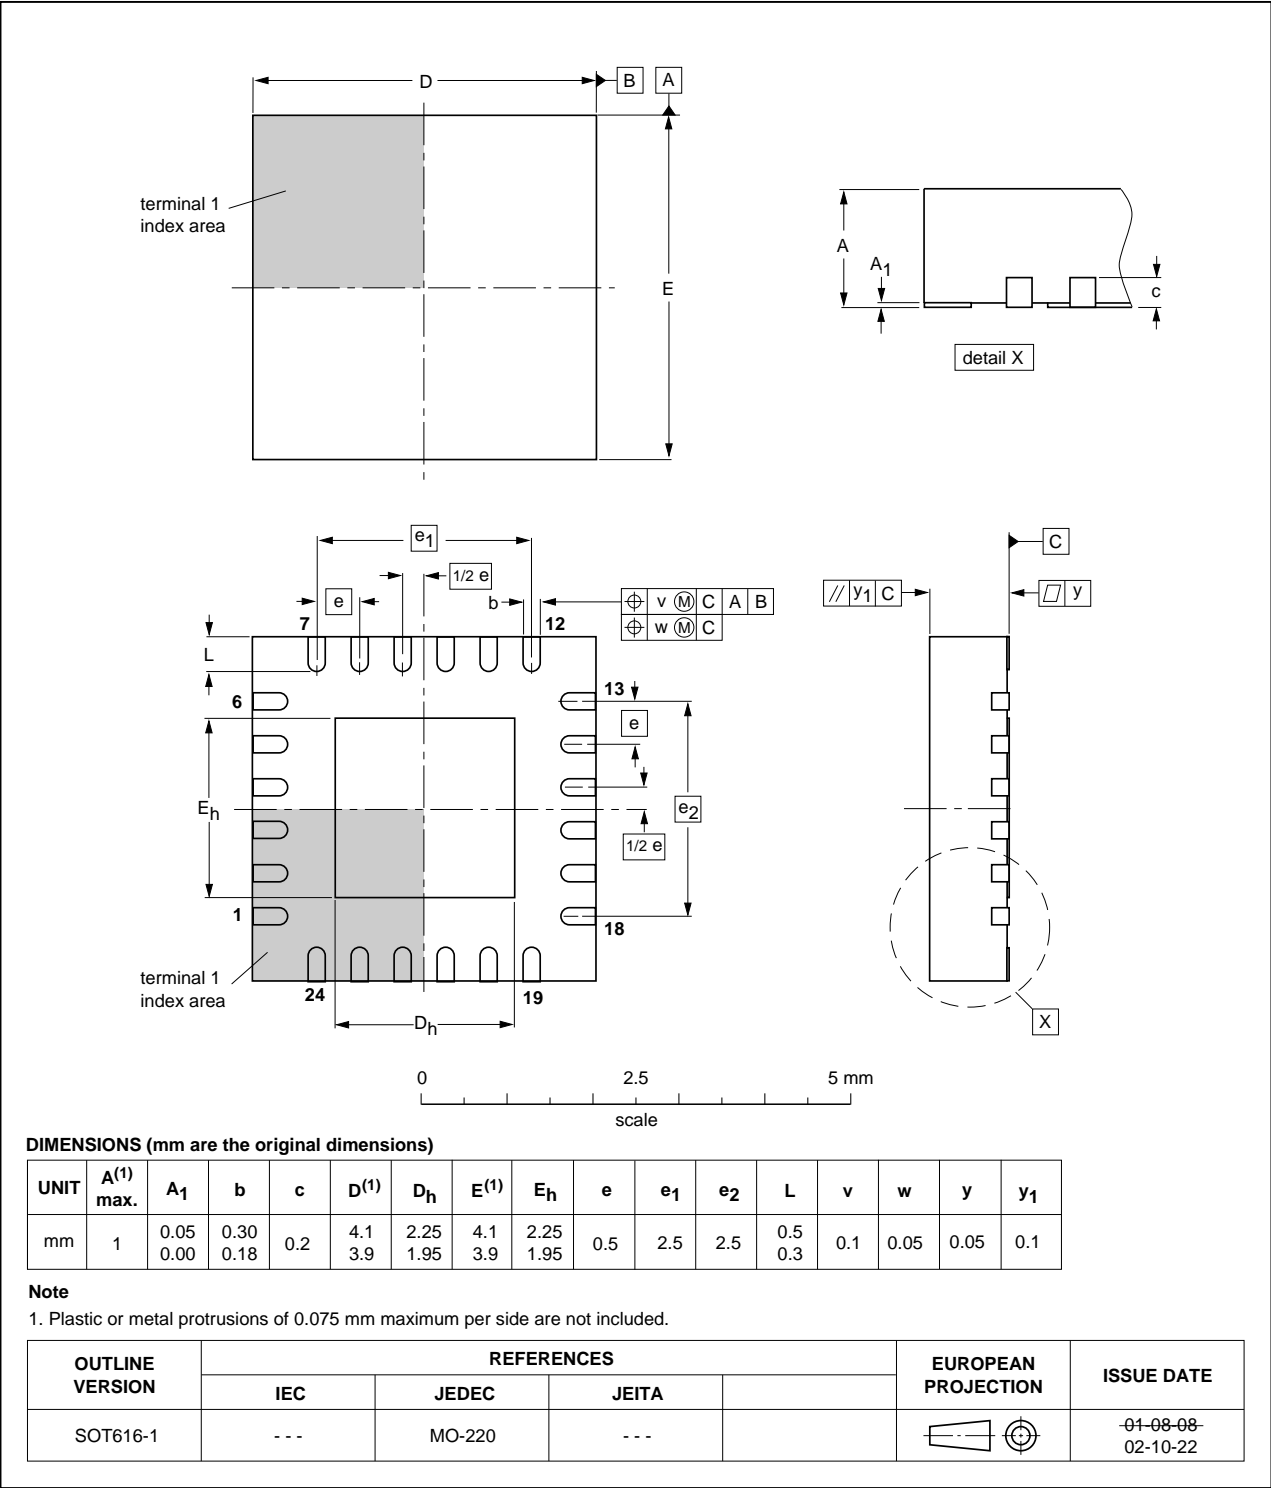 D B A
terminal 1
index area
E
A
A1
c
detail X
e1
1/2 e
e
b
v M C A B
w M C
7 12
L
6 13
e
Eh
e2
1/2 e
1 18
terminal 1
index area
24 19
Dh
C
// y1 C
y
X
0 2.5 5 mm
scale
DIMENSIONS (mm are the original dimensions)
UNIT A(1) max. A1 b c D(1) Dh E(1) Eh e e1 e2 L v w y y1
mm 1 0.05 0.00 0.30 0.18 0.2 4.1 3.9 2.25 1.95 4.1 3.9 2.25 1.95 0.5 2.5 2.5 0.5 0.3 0.1 0.05 0.05 0.1
Note
1. Plastic or metal protrusions of 0.075 mm maximum per side are not included.
OUTLINE VERSION REFERENCES EUROPEAN PROJECTION ISSUE DATE
IEC JEDEC JEITA
SOT616-1 - - - MO-220 - - - 01-08-08
02-10-22